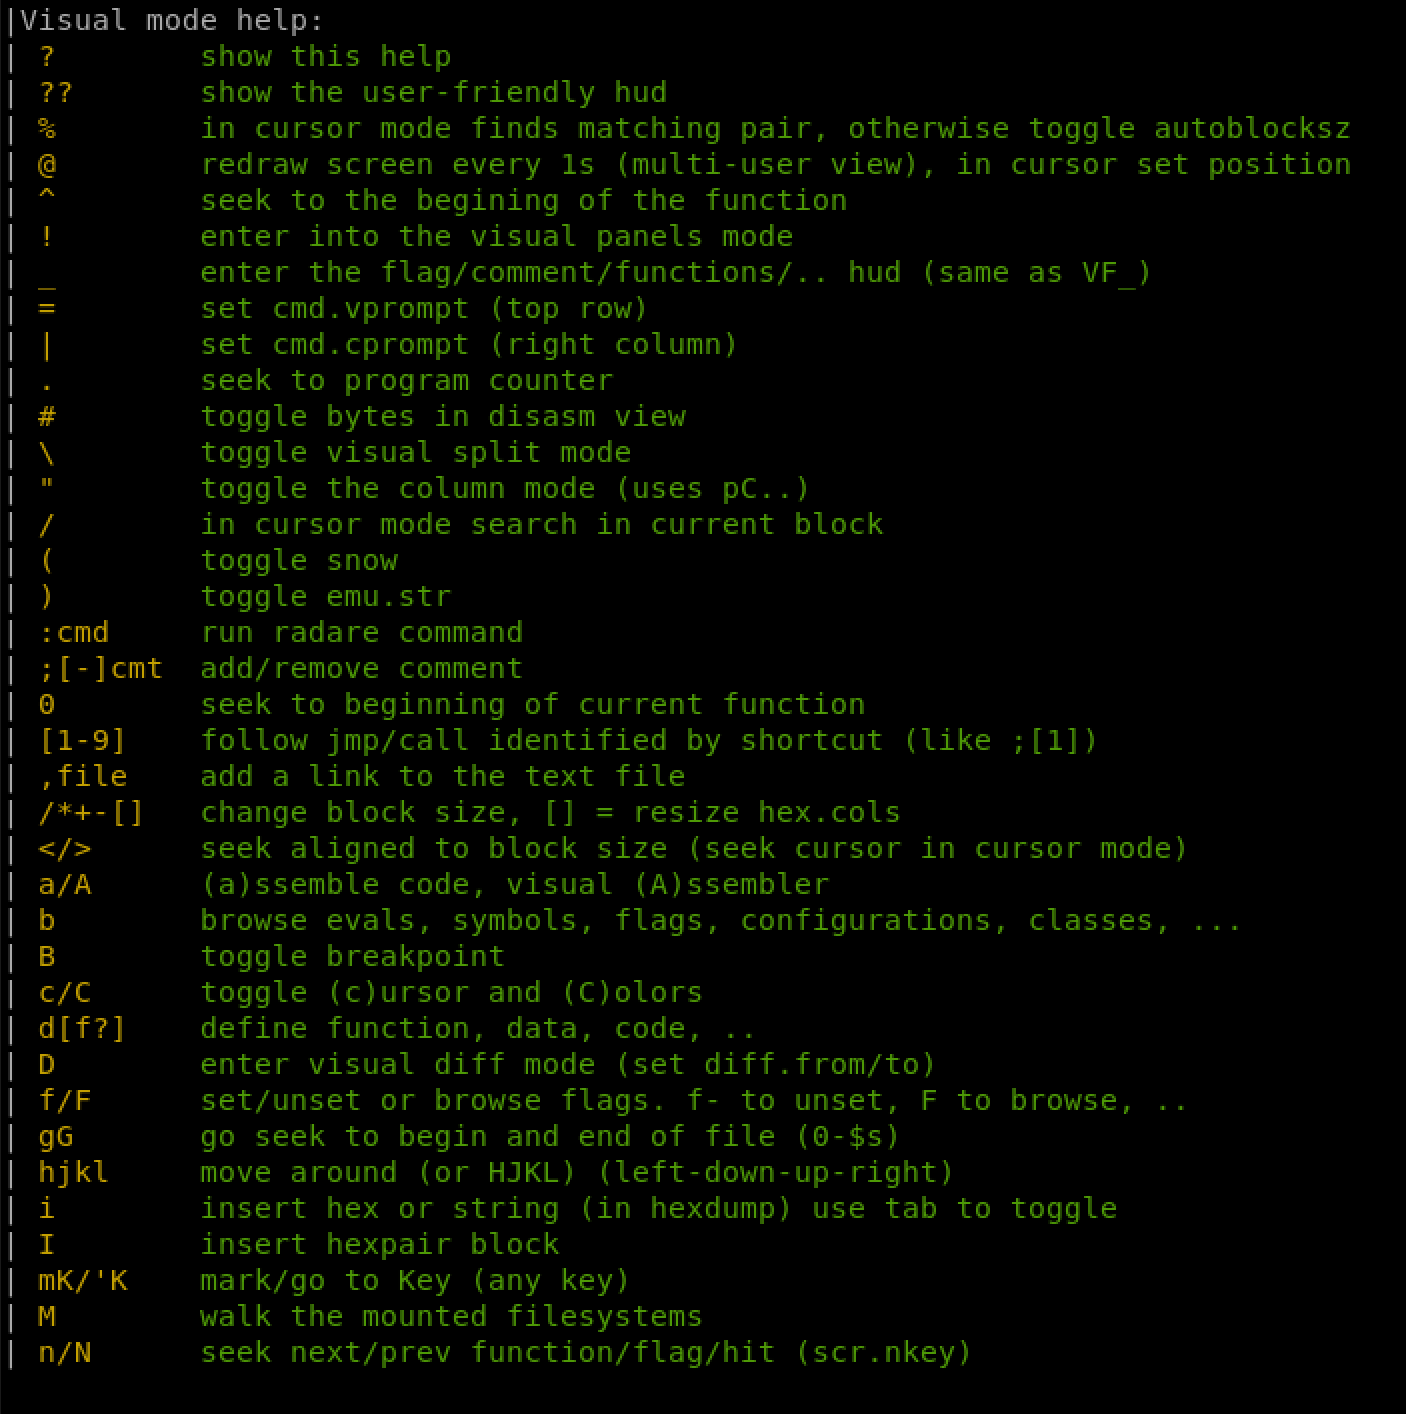 |Visual mode help:
| ?        show this help
| ??       show the user-friendly hud
| %        in cursor mode finds matching pair, otherwise toggle autoblocksz
| @        redraw screen every 1s (multi-user view), in cursor set position
| ^        seek to the begining of the function
| !        enter into the visual panels mode
| _        enter the flag/comment/functions/.. hud (same as VF_)
| =        set cmd.vprompt (top row)
| |        set cmd.cprompt (right column)
| .        seek to program counter
| #        toggle bytes in disasm view
| \        toggle visual split mode
| "        toggle the column mode (uses pC..)
| /        in cursor mode search in current block
| (        toggle snow
| )        toggle emu.str
| :cmd     run radare command
| ;[-]cmt  add/remove comment
| 0        seek to beginning of current function
| [1-9]    follow jmp/call identified by shortcut (like ;[1])
| ,file    add a link to the text file
| /*+-[]   change block size, [] = resize hex.cols
| </>      seek aligned to block size (seek cursor in cursor mode)
| a/A      (a)ssemble code, visual (A)ssembler
| b        browse evals, symbols, flags, configurations, classes, ...
| B        toggle breakpoint
| c/C      toggle (c)ursor and (C)olors
| d[f?]    define function, data, code, ..
| D        enter visual diff mode (set diff.from/to)
| f/F      set/unset or browse flags. f- to unset, F to browse, ..
| gG       go seek to begin and end of file (0-$s)
| hjkl     move around (or HJKL) (left-down-up-right)
| i        insert hex or string (in hexdump) use tab to toggle
| I        insert hexpair block
| mK/'K    mark/go to Key (any key)
| M        walk the mounted filesystems
| n/N      seek next/prev function/flag/hit (scr.nkey)